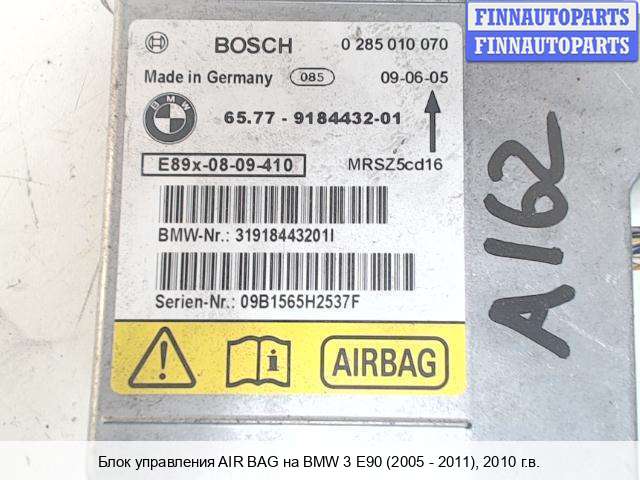 FINNAUTOPARTS
FINNAUTOPARTS
BOSCH 0 285 010 070
Made in Germany 085 09-06-05
BMW 65.77 - 9184432-01
E89x-08-09-410 MRSZ5cd16
BMW-Nr.: 31918443201I
Serien-Nr.: 09B1565H2537F
AIRBAG
A162
Блок управления AIR BAG на BMW 3 E90 (2005 - 2011), 2010 г.в.